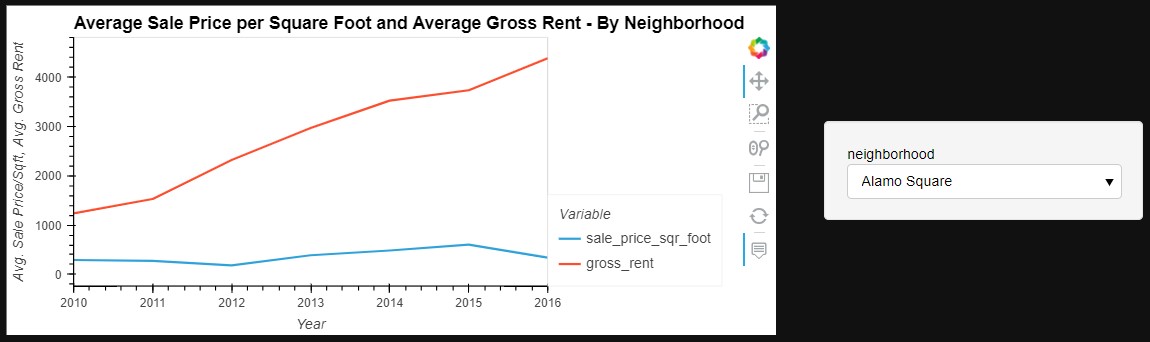 Average Sale Price per Square Foot and Average Gross Rent - By Neighborhood
Avg. Sale Price/Sqft, Avg. Gross Rent
4000
3000
2000
1000
0
2010 2011 2012 2013 2014 2015 2016
Year
Variable
sale_price_sqr_foot
gross_rent
neighborhood
Alamo Square